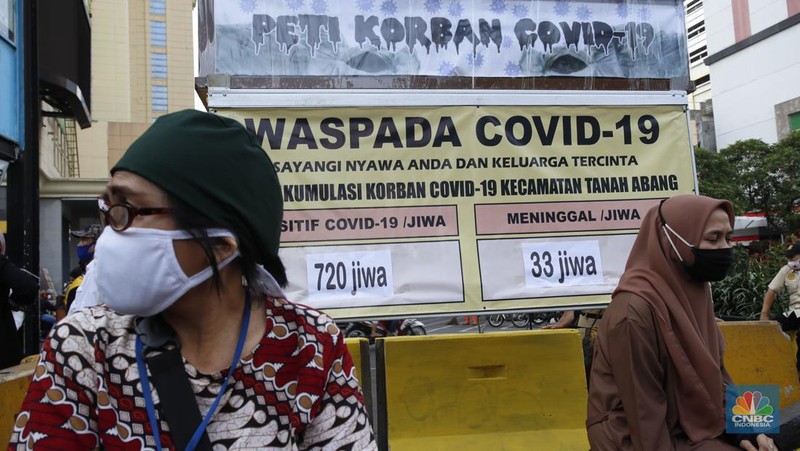 PETI KORBAN COVID-19
WASPADA COVID-19
SAYANGI NYAWA ANDA DAN KELUARGA TERCINTA
KUMULASI KORBAN COVID-19 KECAMATAN TANAH ABANG
SITIF COVID-19 /JIWA
MENINGGAL /JIWA
720 jiwa
33 jiwa
CNBC
INDONESIA